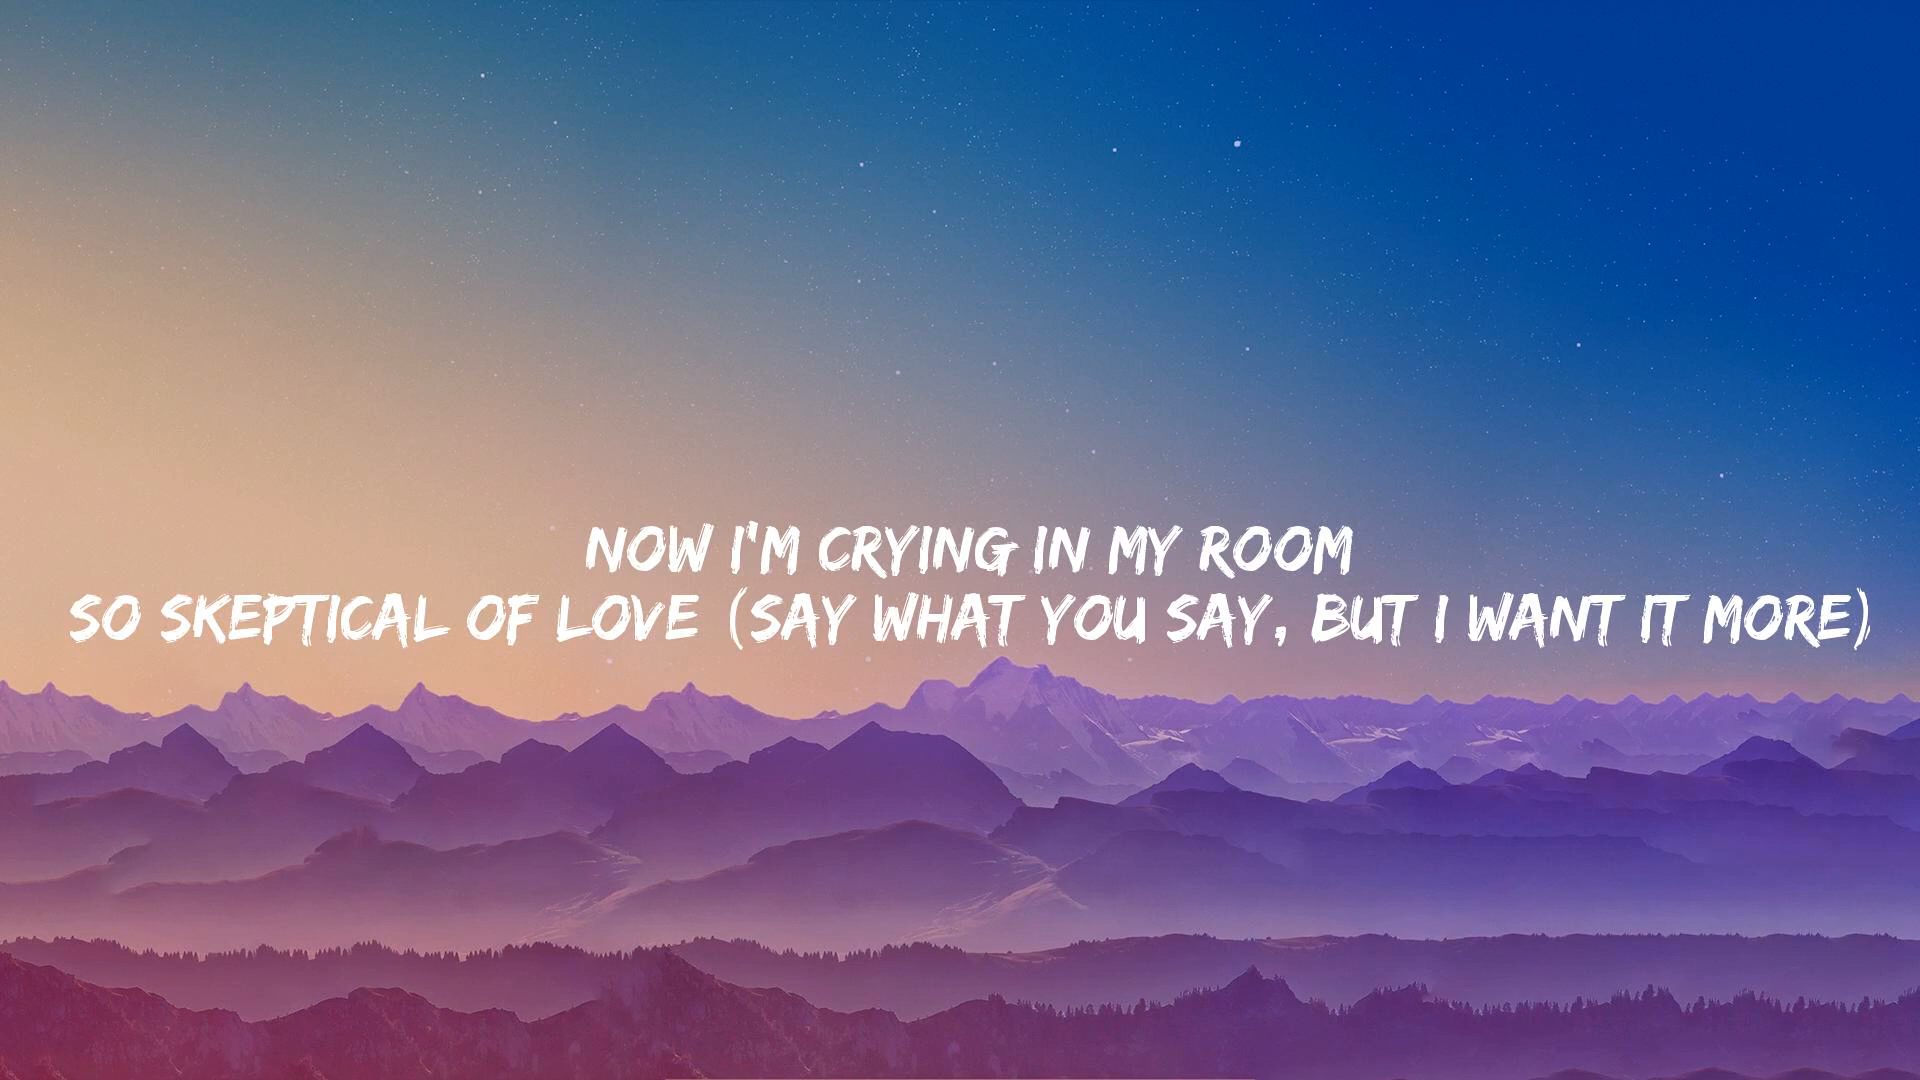 NOW I'M CRYING IN MY ROOM
SO SKEPTICAL OF LOVE (SAY WHAT YOU SAY, BUT I WANT IT MORE)